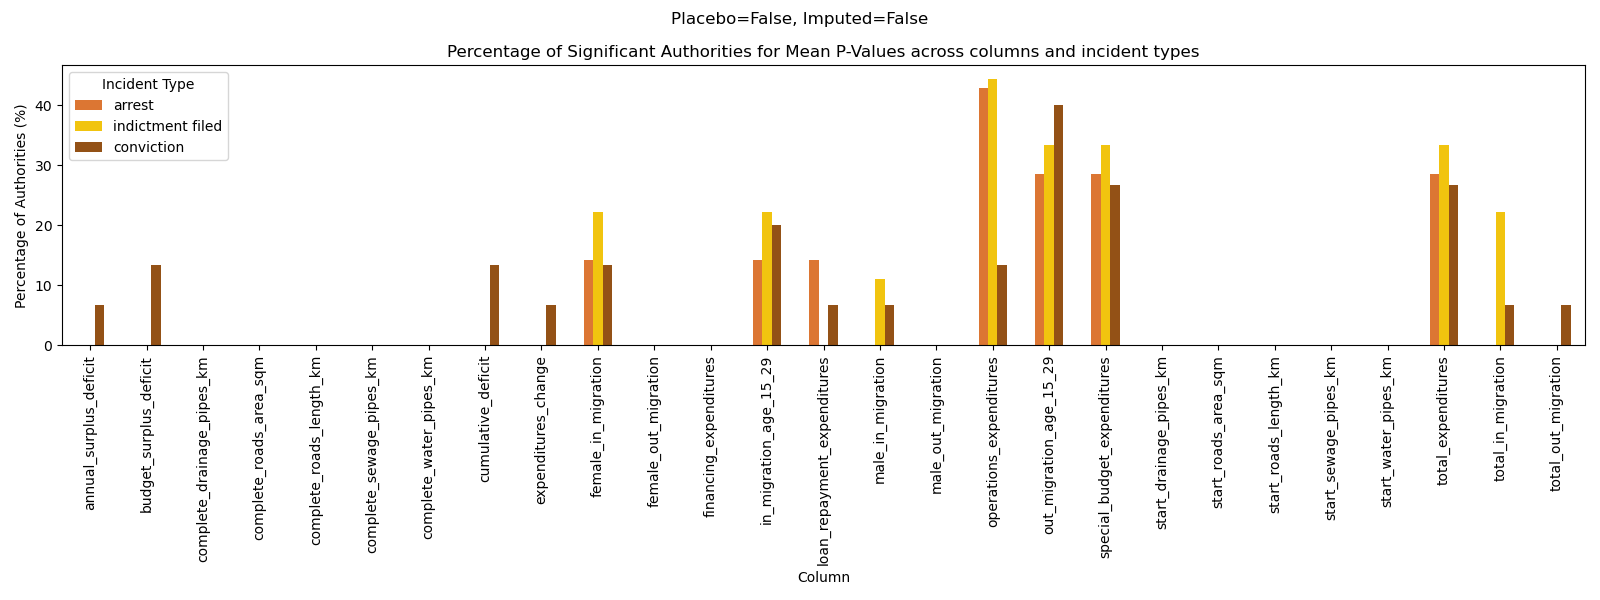 Placebo=False, Imputed=False
Percentage of Significant Authorities for Mean P-Values across columns and incident types
Incident Type
arrest
indictment filed
conviction
Percentage of Authorities (%)
40
30
20
10
0
annual_surplus_deficit
budget_surplus_deficit
complete_drainage_pipes_km
complete_roads_area_sqm
complete_roads_length_km
complete_sewage_pipes_km
complete_water_pipes_km
cumulative_deficit
expenditures_change
female_in_migration
female_out_migration
financing_expenditures
in_migration_age_15_29
loan_repayment_expenditures
male_in_migration
male_out_migration
operations_expenditures
out_migration_age_15_29
special_budget_expenditures
start_drainage_pipes_km
start_roads_area_sqm
start_roads_length_km
start_sewage_pipes_km
start_water_pipes_km
total_expenditures
total_in_migration
total_out_migration
Column